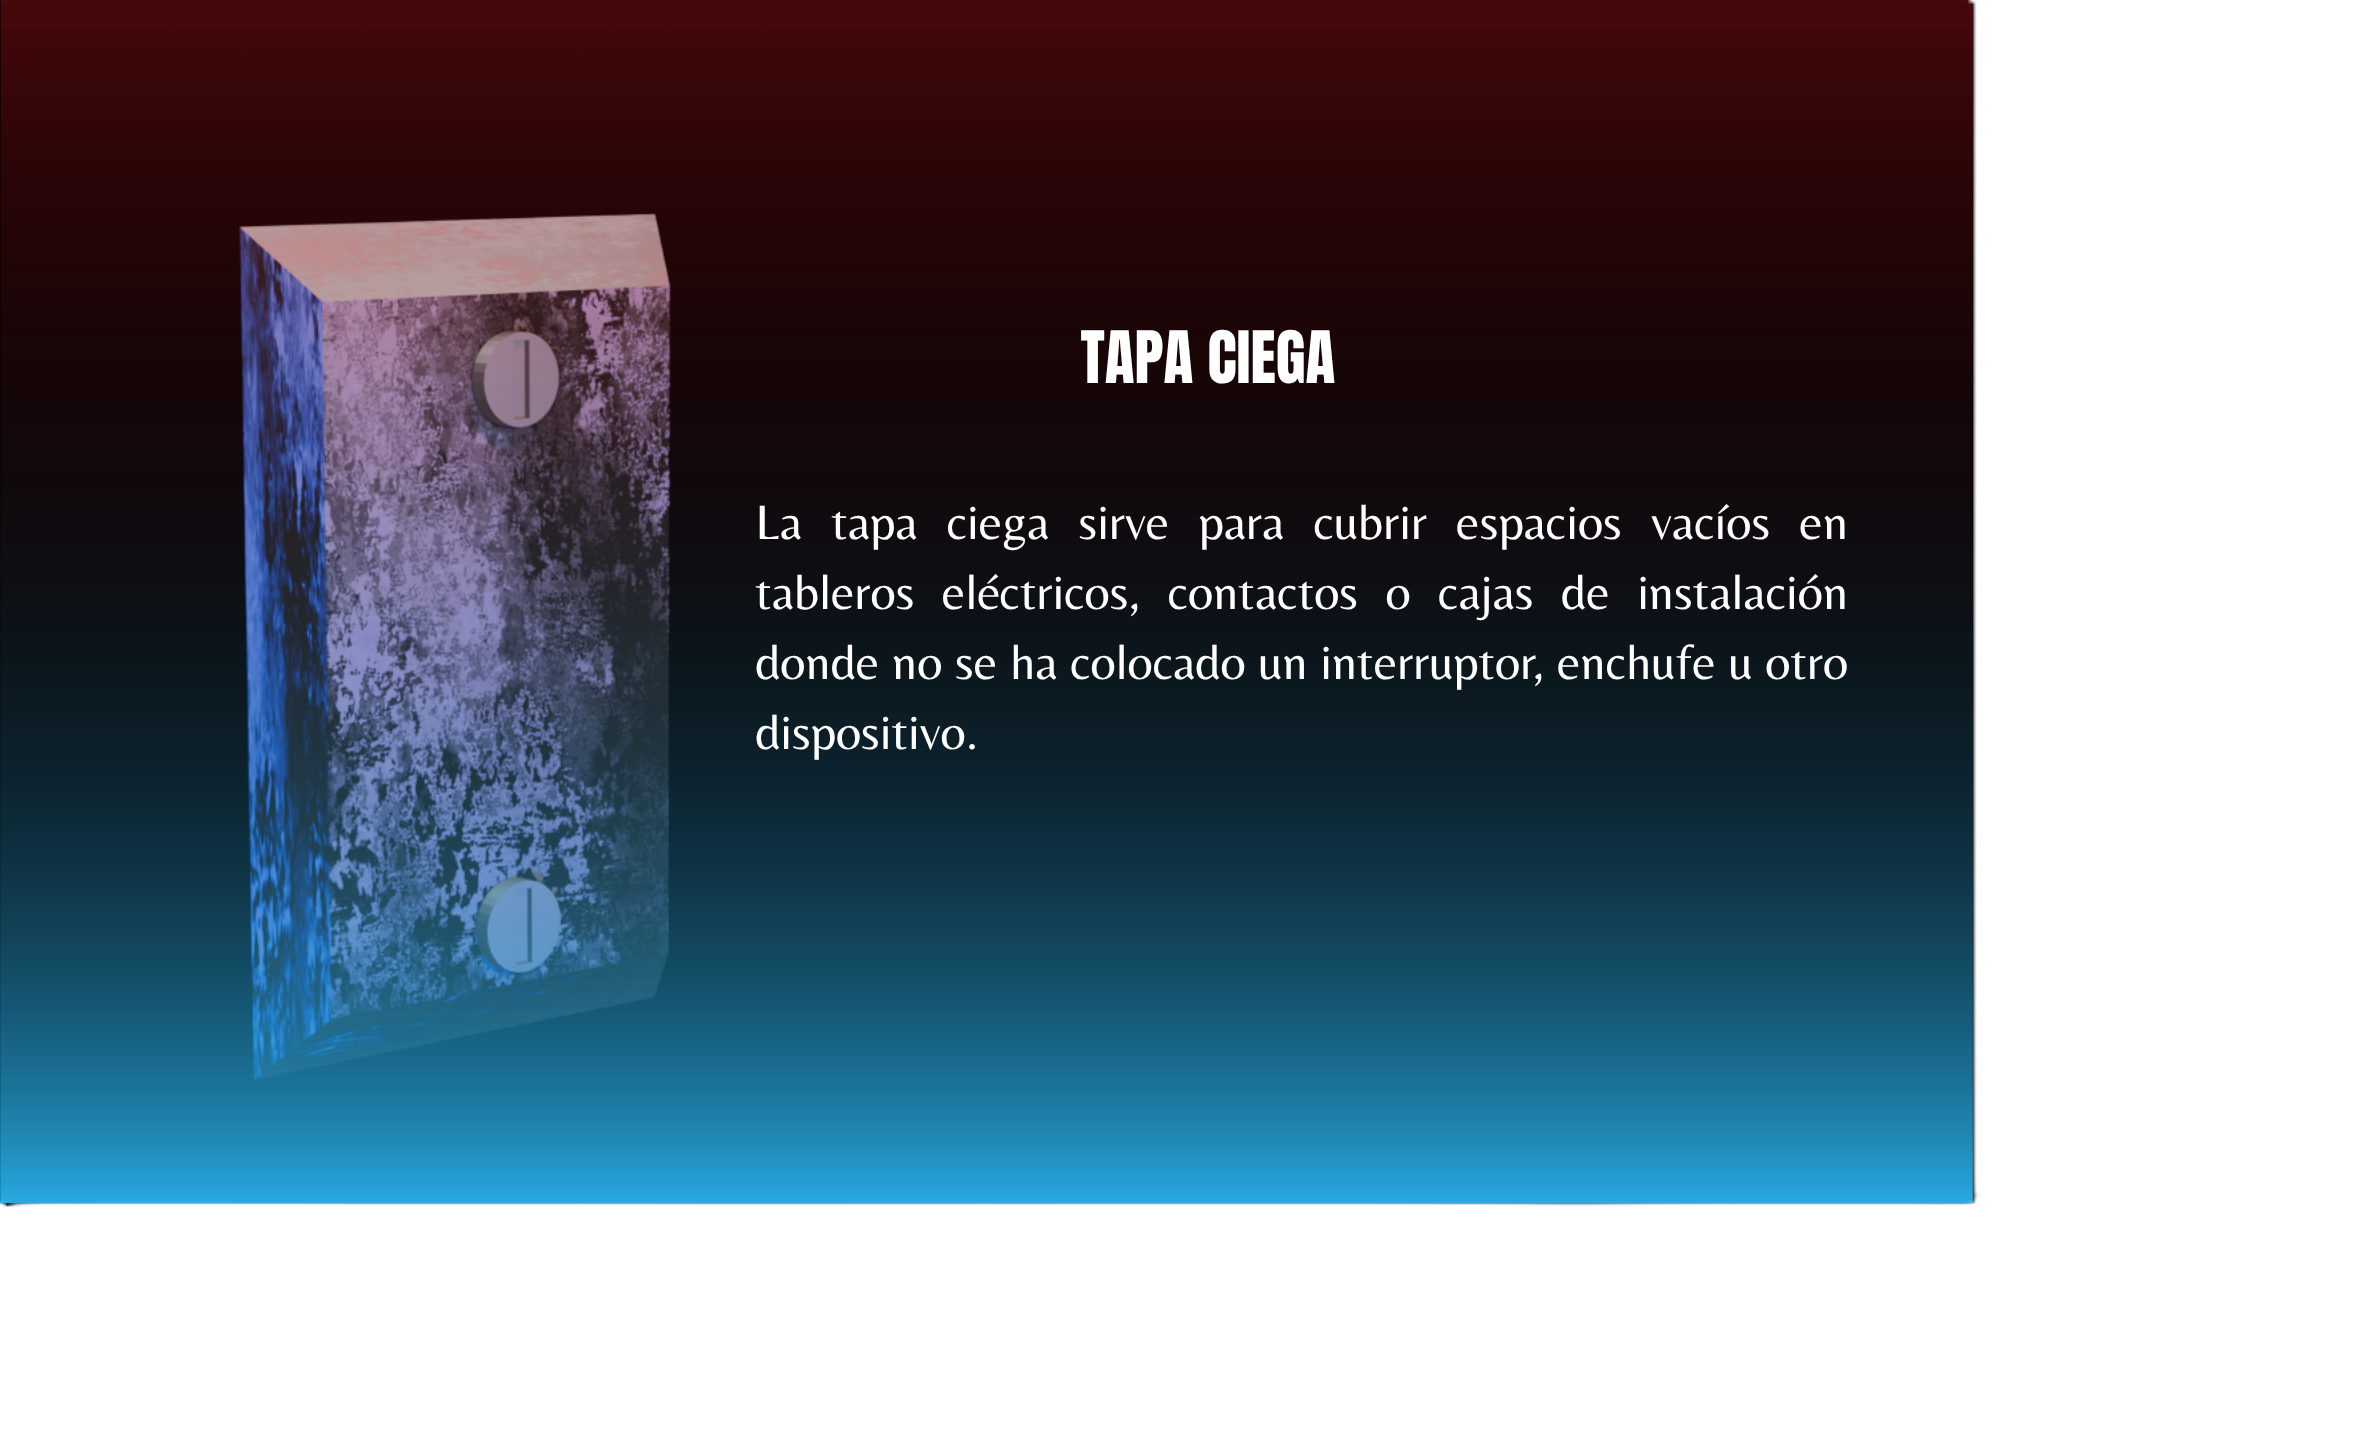 TAPA CIEGA
La tapa ciega sirve para cubrir espacios vacíos en
tableros eléctricos, contactos o cajas de instalación
donde no se ha colocado un interruptor, enchufe u otro
dispositivo.